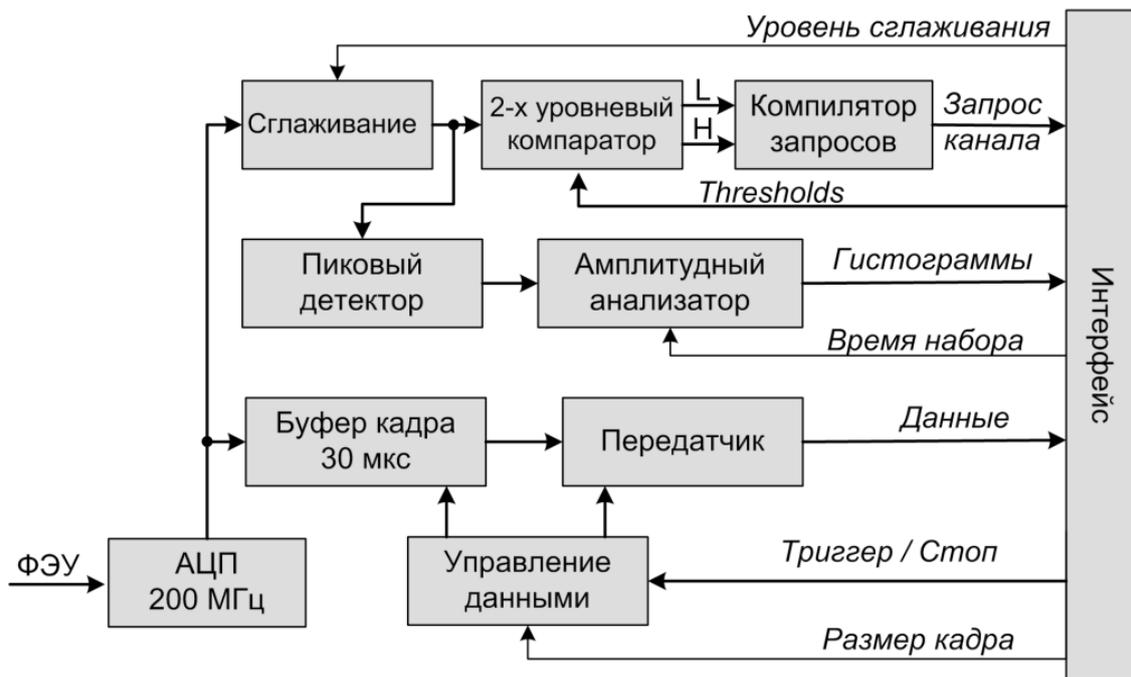 Уровень сглаживания
Сглаживание
2-х уровневый
компаратор
L
H
Компилятор
запросов
Запрос
канала
Thresholds
Пиковый
детектор
Амплитудный
анализатор
Гистограммы
Время набора
Интерфейс
Буфер кадра
30 мкс
Передатчик
Данные
ФЭУ
АЦП
200 МГц
Управление
данными
Триггер / Стоп
Размер кадра